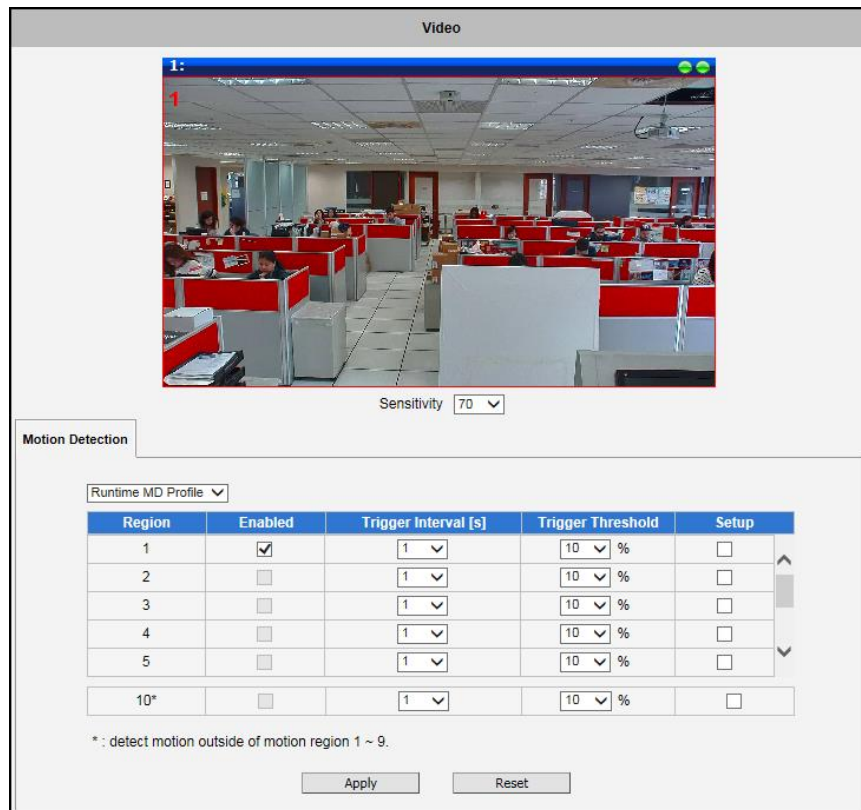 Video
1:
1
Sensitivity 70
Motion Detection
Runtime MD Profile
Region Enabled Trigger Interval [s] Trigger Threshold Setup
1 1 10 %
2 1 10 %
3 1 10 %
4 1 10 %
5 1 10 %
10* 1 10 %
* : detect motion outside of motion region 1 ~ 9.
Apply Reset